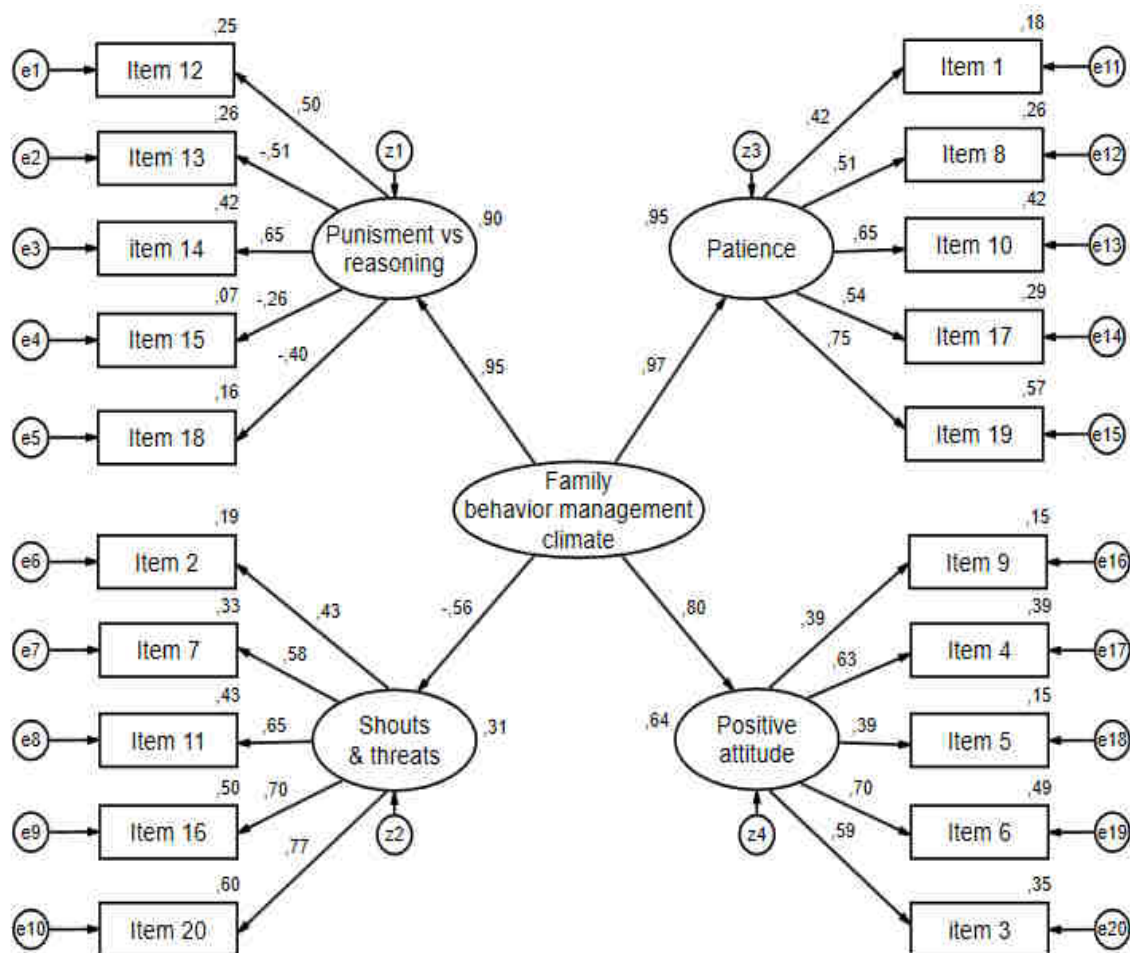 ,25
e1
Item 12
,50
,26
e2
Item 13
-,51
z1
,42
e3
item 14
,65
Punisment vs
reasoning
,90
,07
-,26
e4
Item 15
-,40
,16
e5
Item 18
,95
,18
Item 1
e11
,42
,26
z3
Item 8
e12
,51
,42
,95
Patience
,65
Item 10
e13
,54
,29
Item 17
e14
,75
,57
,97
Item 19
e15
Family
behavior management
climate
,19
e6
Item 2
,43
-,56
,33
e7
Item 7
,58
,43
e8
Item 11
,65
Shouts
& threats
,31
,50
e9
Item 16
,70
z2
,77
,60
e10
Item 20
,15
Item 9
e16
,80
,39
,39
Item 4
e17
,63
,15
,64
Positive
attitude
,39
Item 5
e18
,70
,49
z4
Item 6
e19
,59
,35
item 3
e20